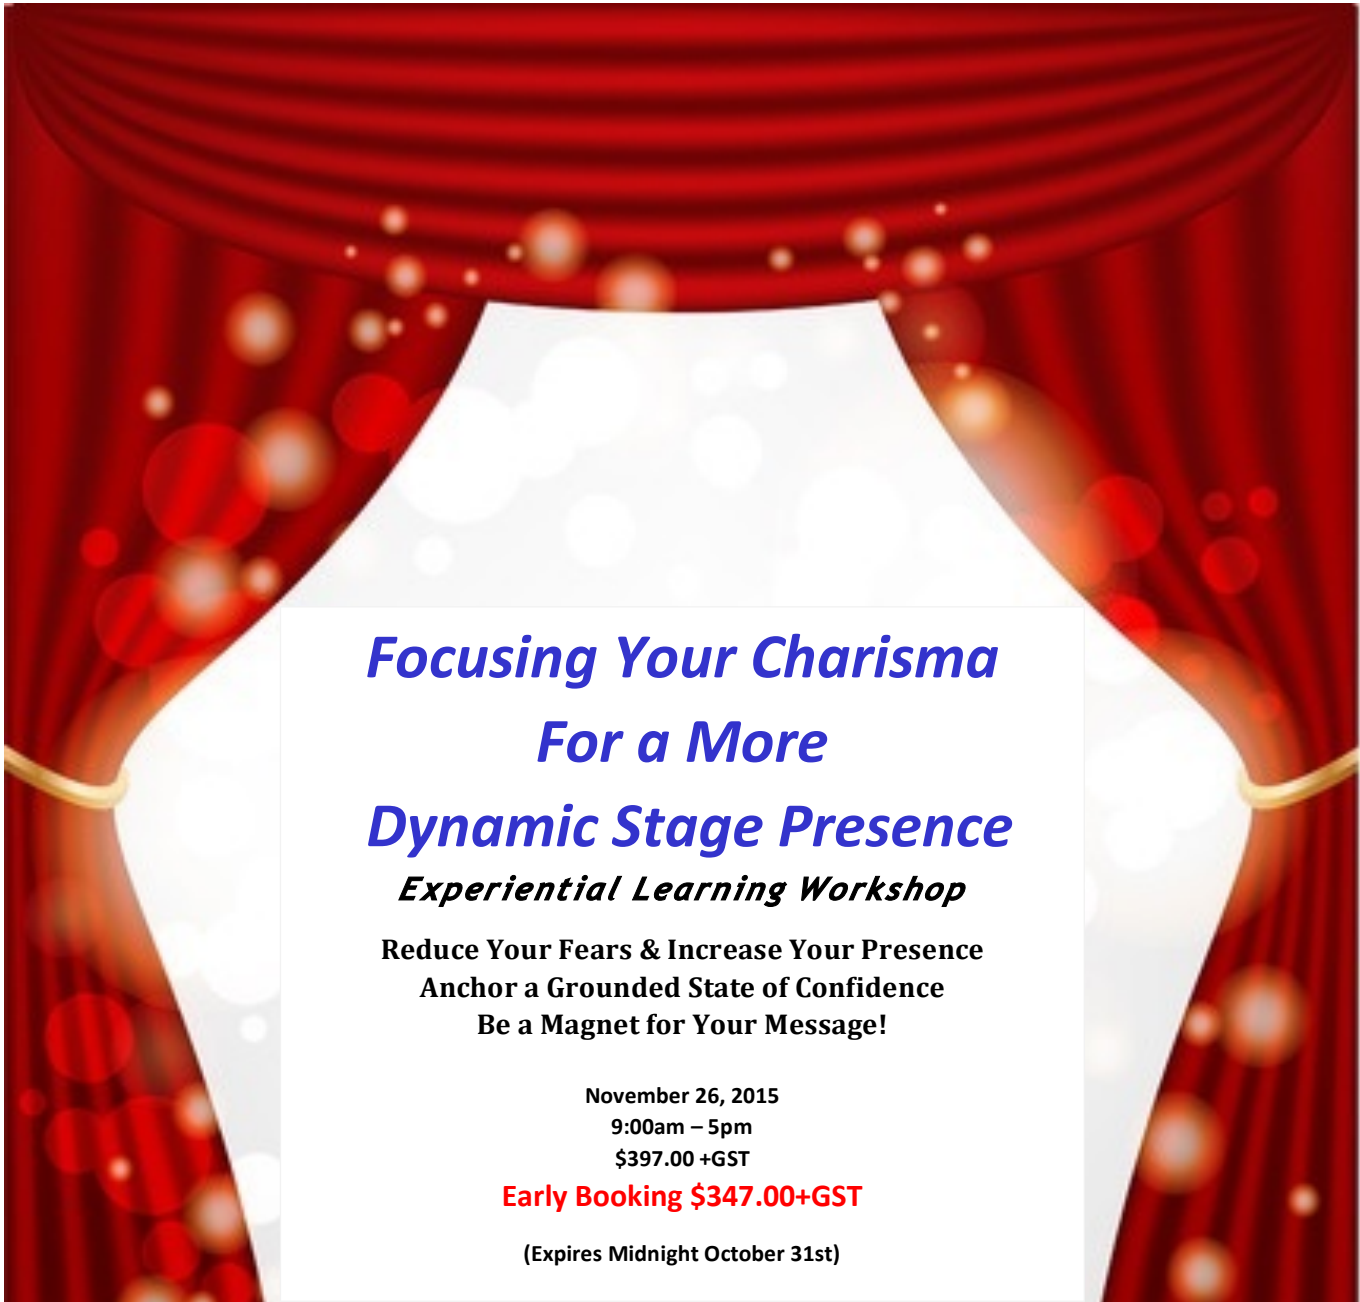 Focusing Your Charisma
For a More
Dynamic Stage Presence
Experiential Learning Workshop
Reduce Your Fears & Increase Your Presence
Anchor a Grounded State of Confidence
Be a Magnet for Your Message!
November 26, 2015
9:00am – 5pm
$397.00 +GST
Early Booking $347.00+GST
(Expires Midnight October 31st)